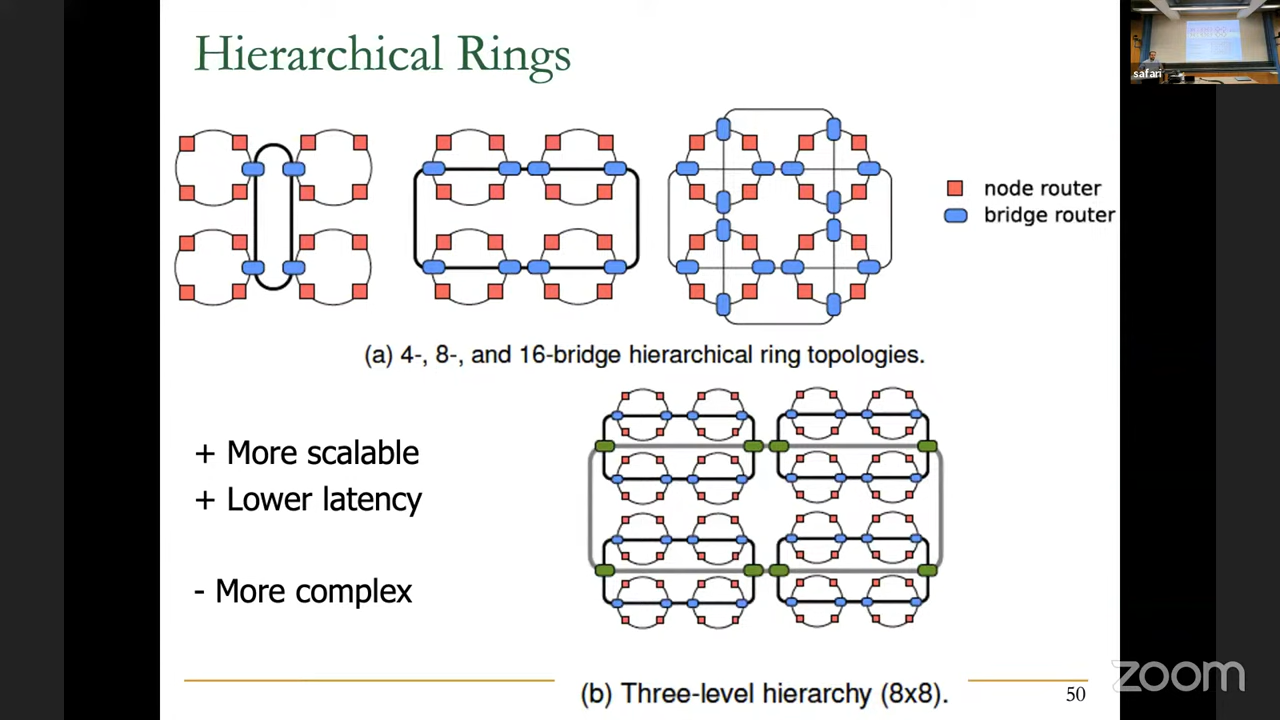 Hierarchical Rings
safari
node router
bridge router
(a) 4-, 8-, and 16-bridge hierarchical ring topologies.
+ More scalable
+ Lower latency
- More complex
(b) Three-level hierarchy (8x8).
50
zoom